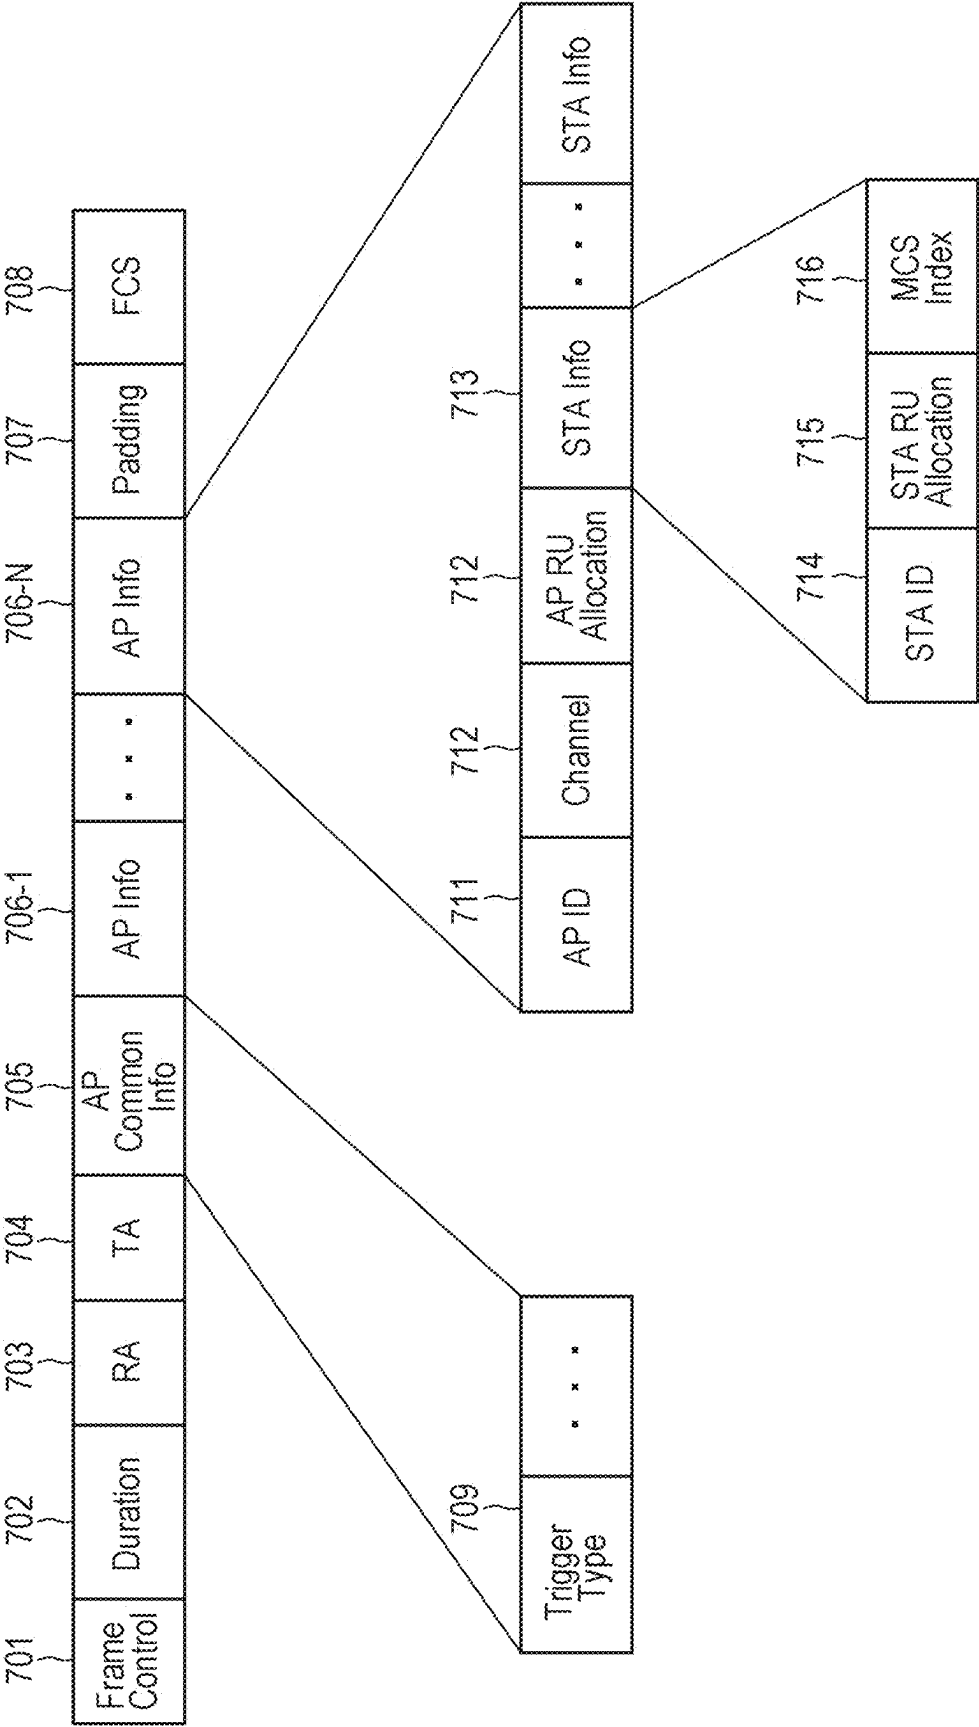 701
702
703
704
705
706-1
706-N
707
708
Frame
Control
Duration
RA
TA
AP
Common
Info
AP Info
. . .
AP Info
Padding
FCS
709
Trigger
Type
. . .
711
712
712
713
AP ID
Channel
AP RU
Allocation
STA Info
. . .
STA Info
714
715
716
STA ID
STA RU
Allocation
MCS
Index